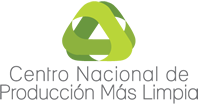 Centro Nacional de
Producción Más Limpia